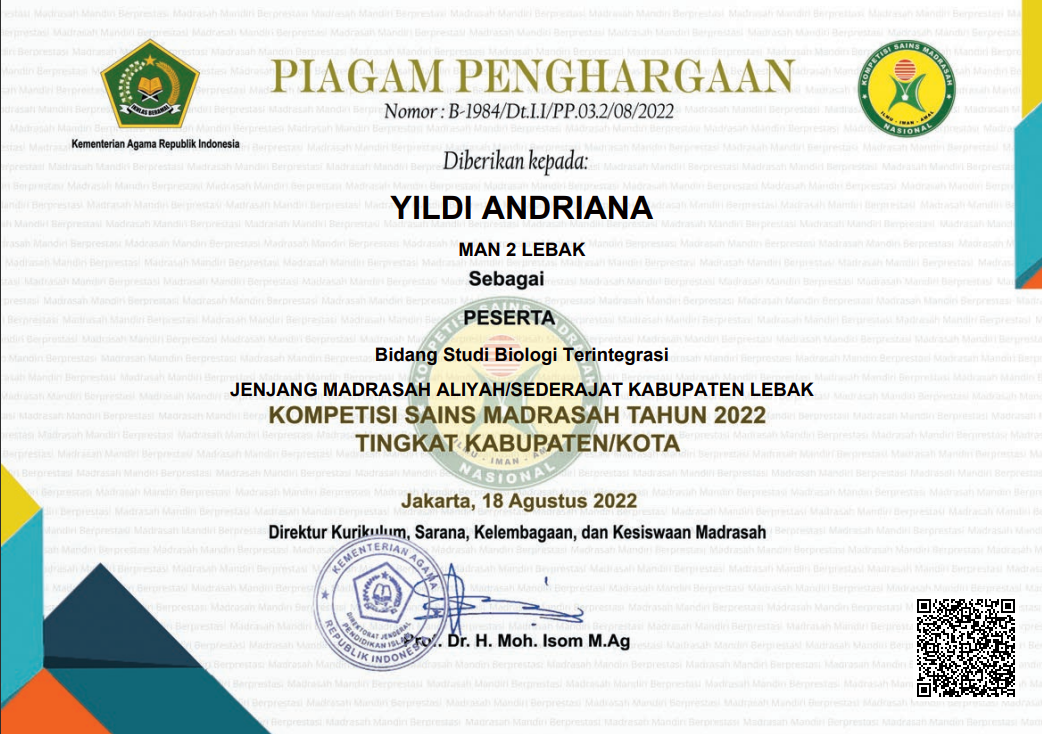 PIAGAM PENGHARGAAN
Nomor : B-1984/Dt.I.I/PP.03.2/08/2022
IKHLAS BERAMAL
KOMPETISI SAINS MADRASAH
ILMU - IMAN - AMAL
NASIONAL
Kementerian Agama Republik Indonesia
Diberikan kepada:
YILDI ANDRIANA
MAN 2 LEBAK
Sebagai
PESERTA
Bidang Studi Biologi Terintegrasi
JENJANG MADRASAH ALIYAH/SEDERAJAT KABUPATEN LEBAK
KOMPETISI SAINS MADRASAH TAHUN 2022
TINGKAT KABUPATEN/KOTA
NASIONAL
Jakarta, 18 Agustus 2022
Direktur Kurikulum, Sarana, Kelembagaan, dan Kesiswaan Madrasah
KEMENTERIAN AGAMA
DIREKTORAT JENDERAL
PENDIDIKAN ISLAM
REPUBLIK INDONESIA
Prof. Dr. H. Moh. Isom M.Ag
Madrasah Mandiri Berprestasi